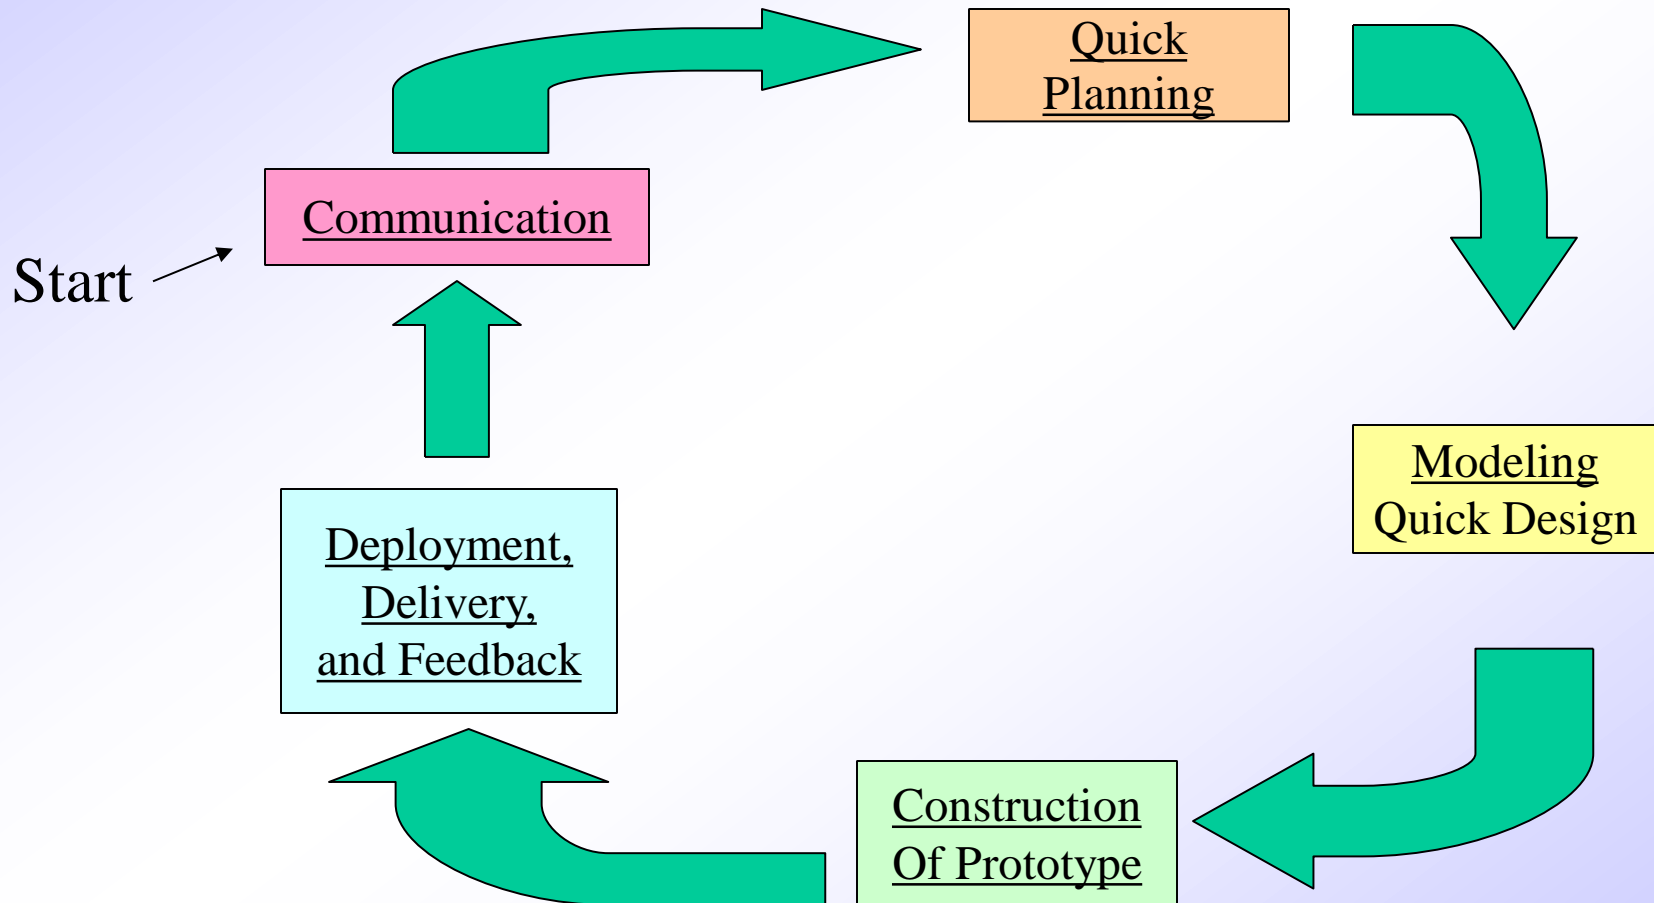 Quick
Planning
Communication
Start
Modeling
Quick Design
Deployment,
Delivery,
and Feedback
Construction
Of Prototype